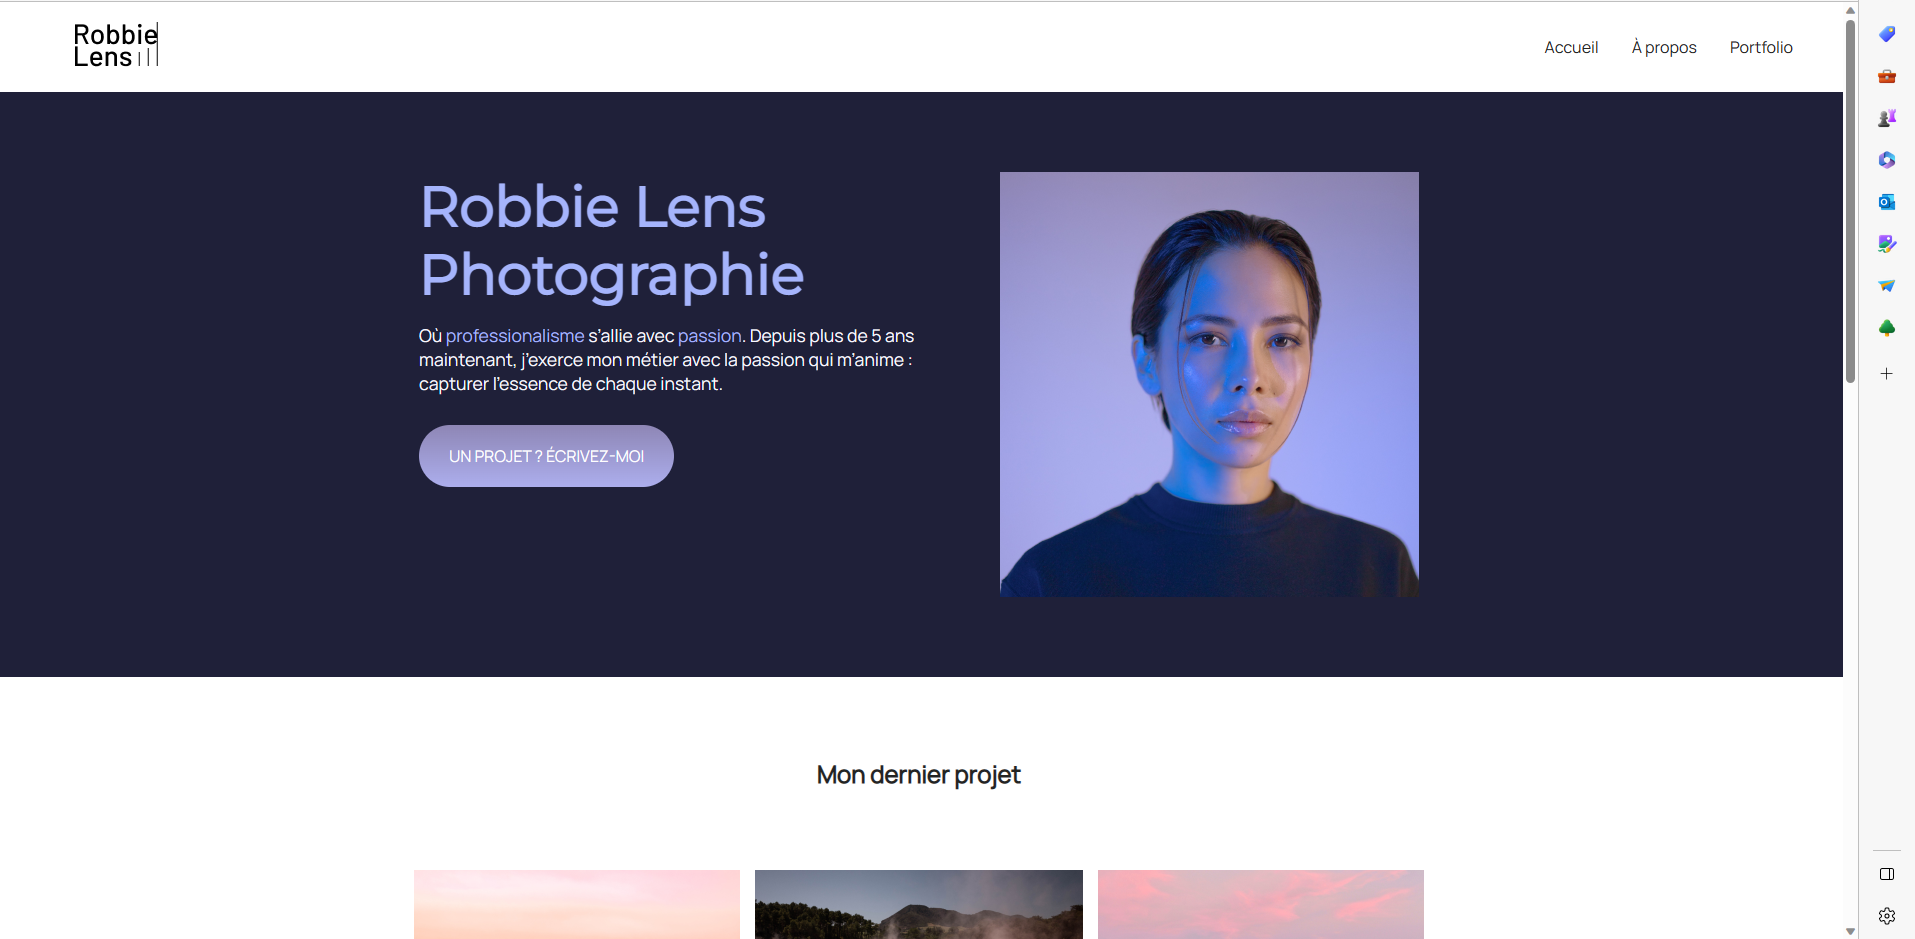 Robbie
Lens
Accueil À propos Portfolio
Robbie Lens
Photographie
Où professionalisme s’allie avec passion. Depuis plus de 5 ans
maintenant, j’exerce mon métier avec la passion qui m’anime :
capturer l’essence de chaque instant.
UN PROJET ? ÉCRIVEZ-MOI
Mon dernier projet